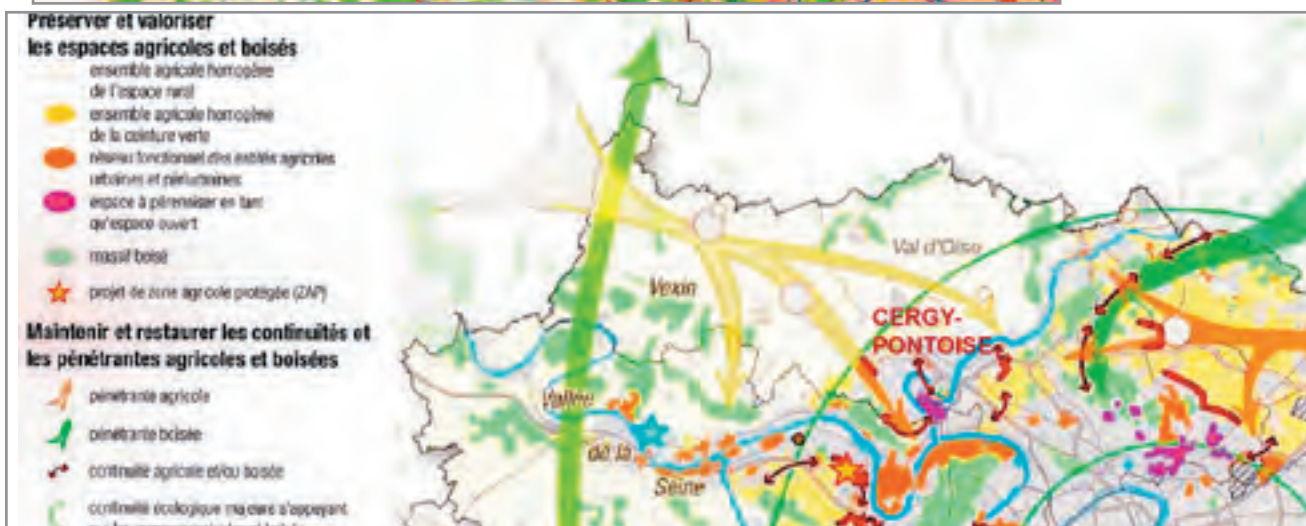 Préserver et valoriser
les espaces agricoles et boisés
ensemble agricole homogène
de l'espace rural
ensemble agricole homogène
de la ceinture verte
réseau fonctionnel des entités agricoles
urbaines et périurbaines
espace à pérenniser en tant
qu'espace ouvert
massif boisé
projet de zone agricole protégée (ZAP)
Maintenir et restaurer les continuités et
les pénétrantes agricoles et boisées
pénétrante agricole
pénétrante boisée
continuité agricole et/ou boisée
continuité écologique majeure s'appuyant
Val d'Oise
Vexin
CERGY-
PONTOISE
Vallée
de la
Seine